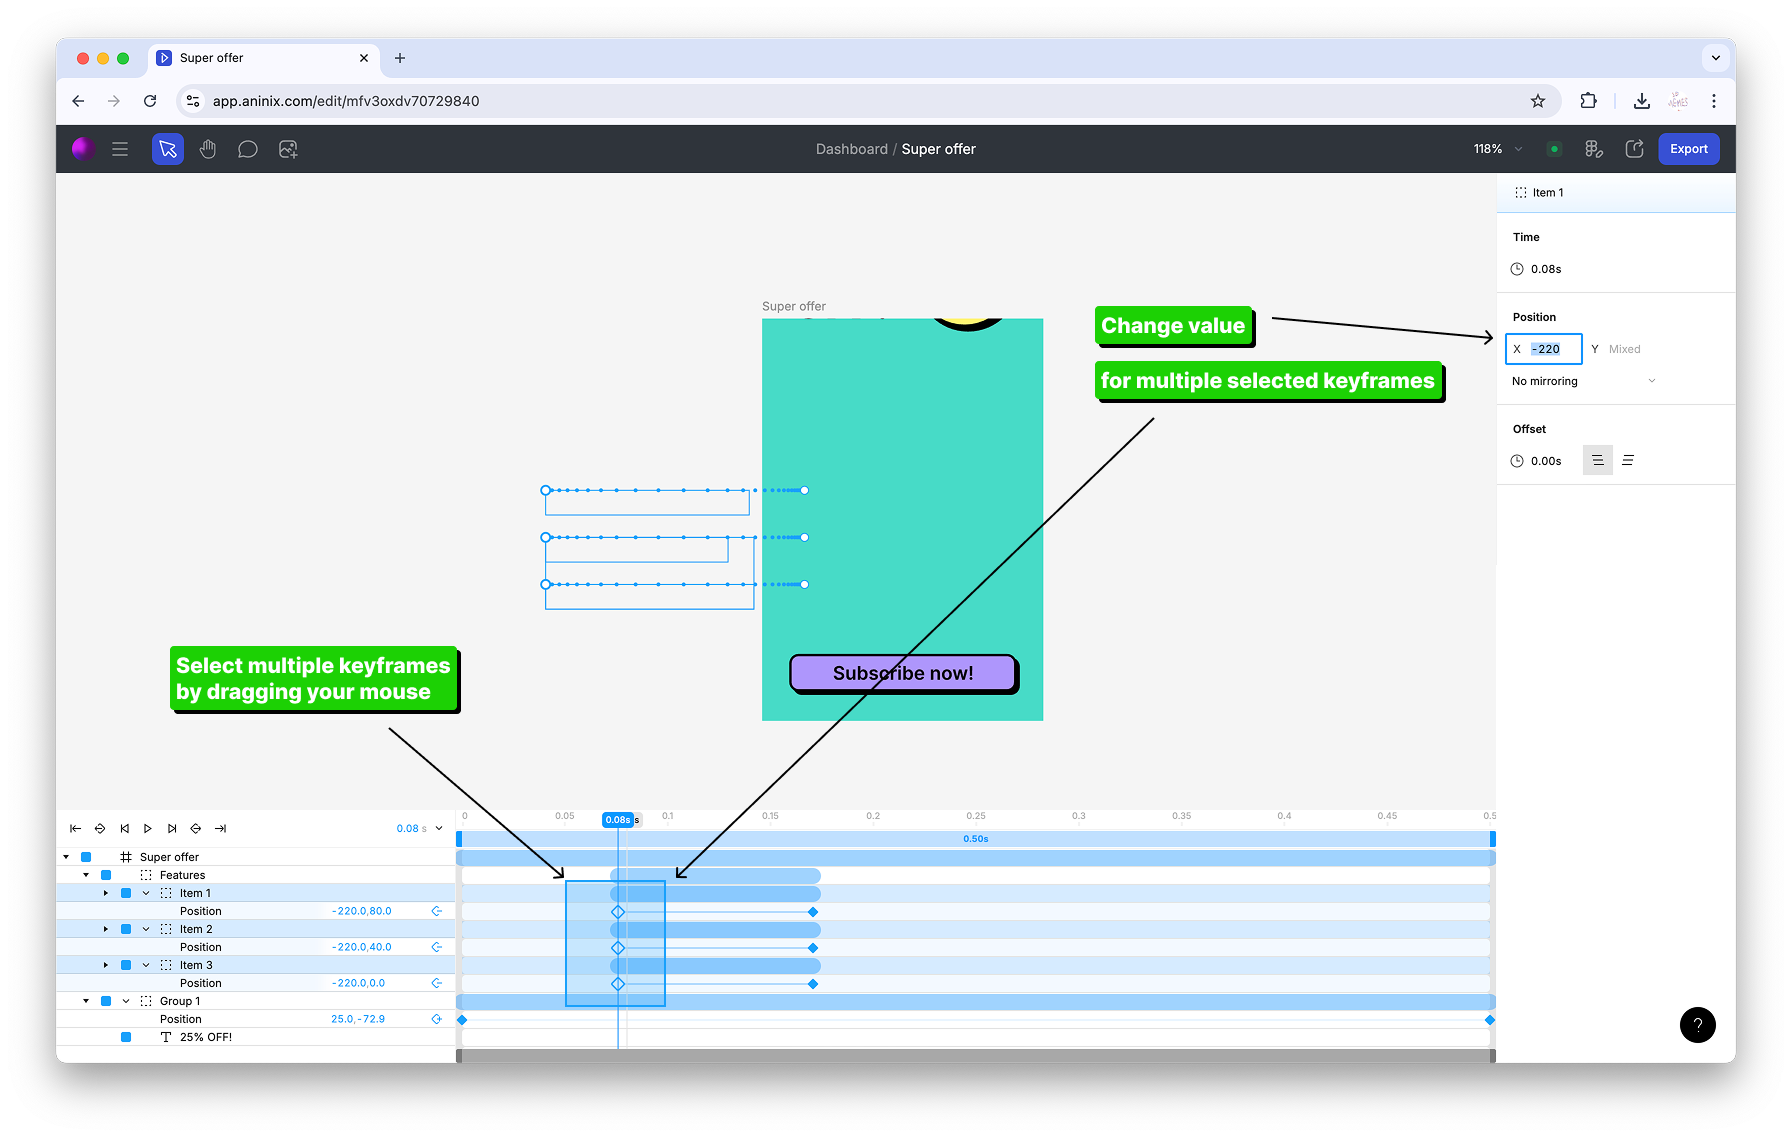 Super offer
app.aninix.com/edit/mfv3oxdv70729840
Dashboard / Super offer
118%
Export
Item 1
Time
0.08s
Position
X -220 Y Mixed
No mirroring
Offset
0.00s
Super offer
Change value
for multiple selected keyframes
Subscribe now!
Select multiple keyframes
by dragging your mouse
0.08 s
0 0.05 0.08s s 0.1 0.15 0.2 0.25 0.3 0.35 0.4 0.45 0.5
0.50s
Super offer
Features
Item 1
Position -220.0,80.0
Item 2
Position -220.0,40.0
Item 3
Position -220.0,0.0
Group 1
Position 25.0,-72.9
T 25% OFF!
?